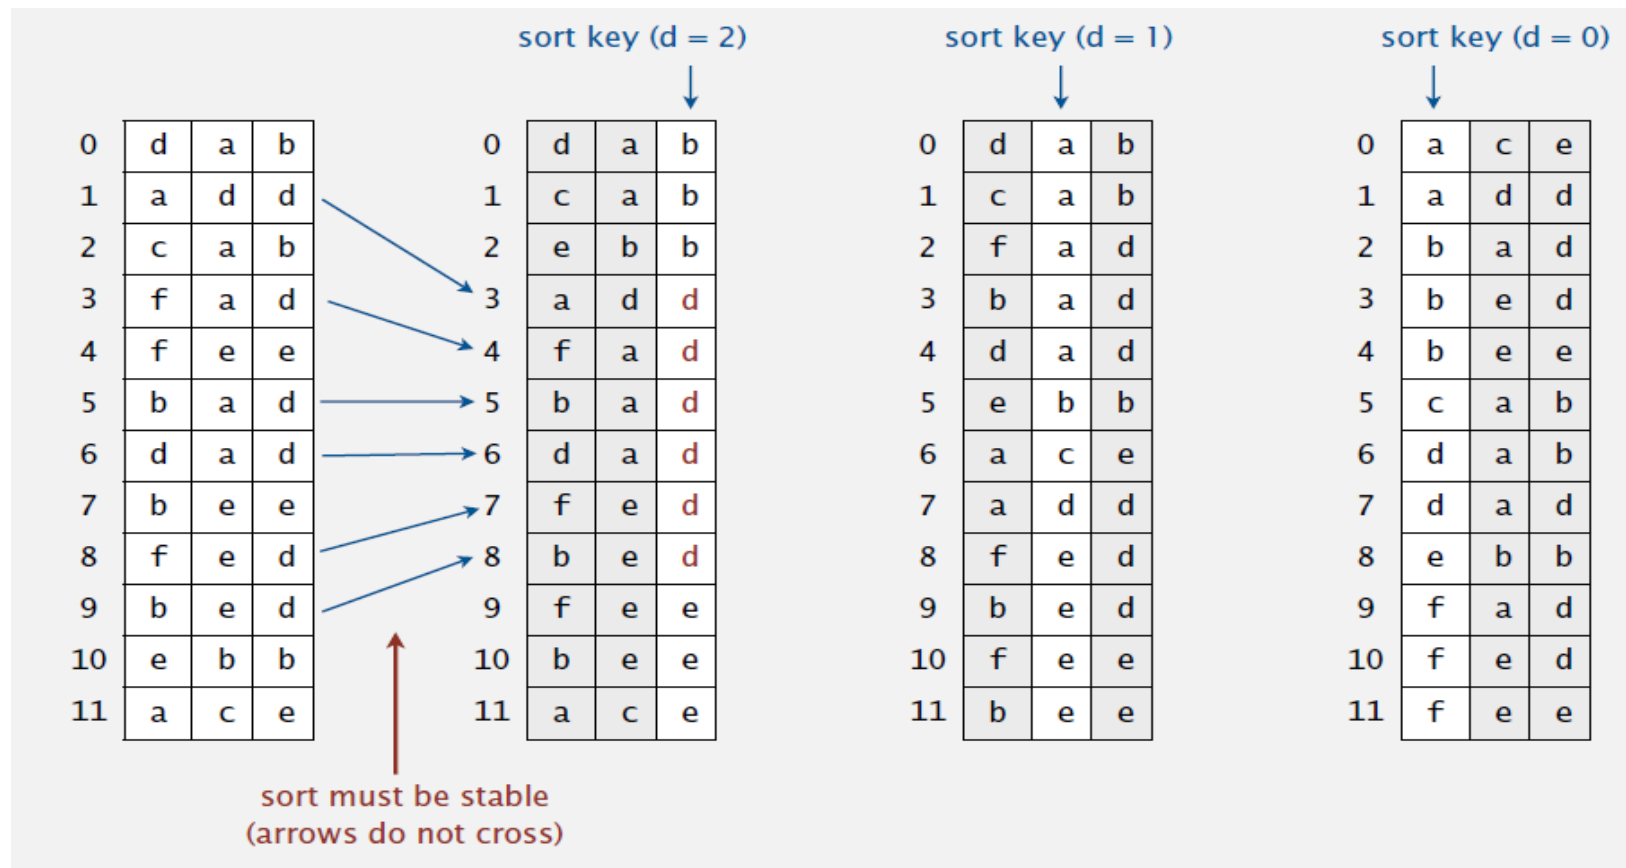 sort key (d = 2) sort key (d = 1) sort key (d = 0)
0 d a b 0 d a b 0 d a b 0 a c e
1 a d d 1 c a b 1 c a b 1 a d d
2 c a b 2 e b b 2 f a d 2 b a d
3 f a d 3 a d d 3 b a d 3 b e d
4 f e e 4 f a d 4 d a d 4 b e e
5 b a d 5 b a d 5 e b b 5 c a b
6 d a d 6 d a d 6 a c e 6 d a b
7 b e e 7 f e d 7 a d d 7 d a d
8 f e d 8 b e d 8 f e d 8 e b b
9 b e d 9 f e e 9 b e d 9 f a d
10 e b b 10 b e e 10 f e e 10 f e d
11 a c e 11 a c e 11 b e e 11 f e e
sort must be stable
(arrows do not cross)